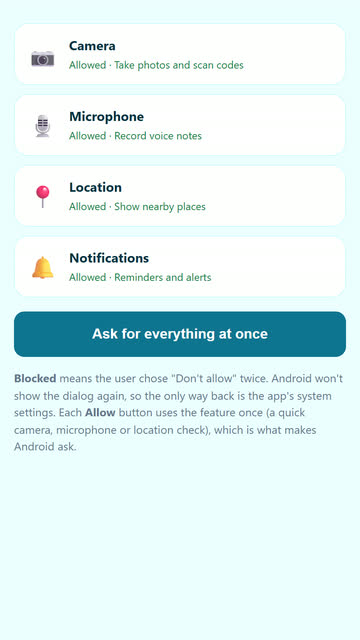 Camera
Allowed · Take photos and scan codes
Microphone
Allowed · Record voice notes
Location
Allowed · Show nearby places
Notifications
Allowed · Reminders and alerts
Ask for everything at once
Blocked means the user chose "Don't allow" twice. Android won't
show the dialog again, so the only way back is the app's system
settings. Each Allow button uses the feature once (a quick
camera, microphone or location check), which is what makes
Android ask.